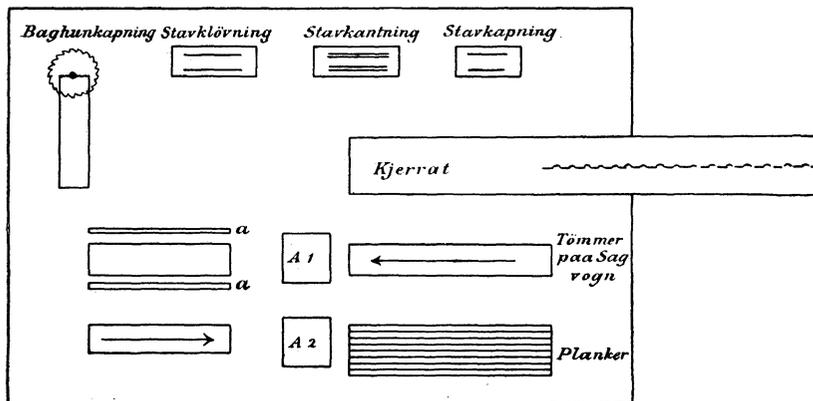 Baghunkapning Stavklövning Stavkantning Stavkapning
Kjerrat
a
A 1
Tömmer
paa Sag
vogn
a
A 2
Planker